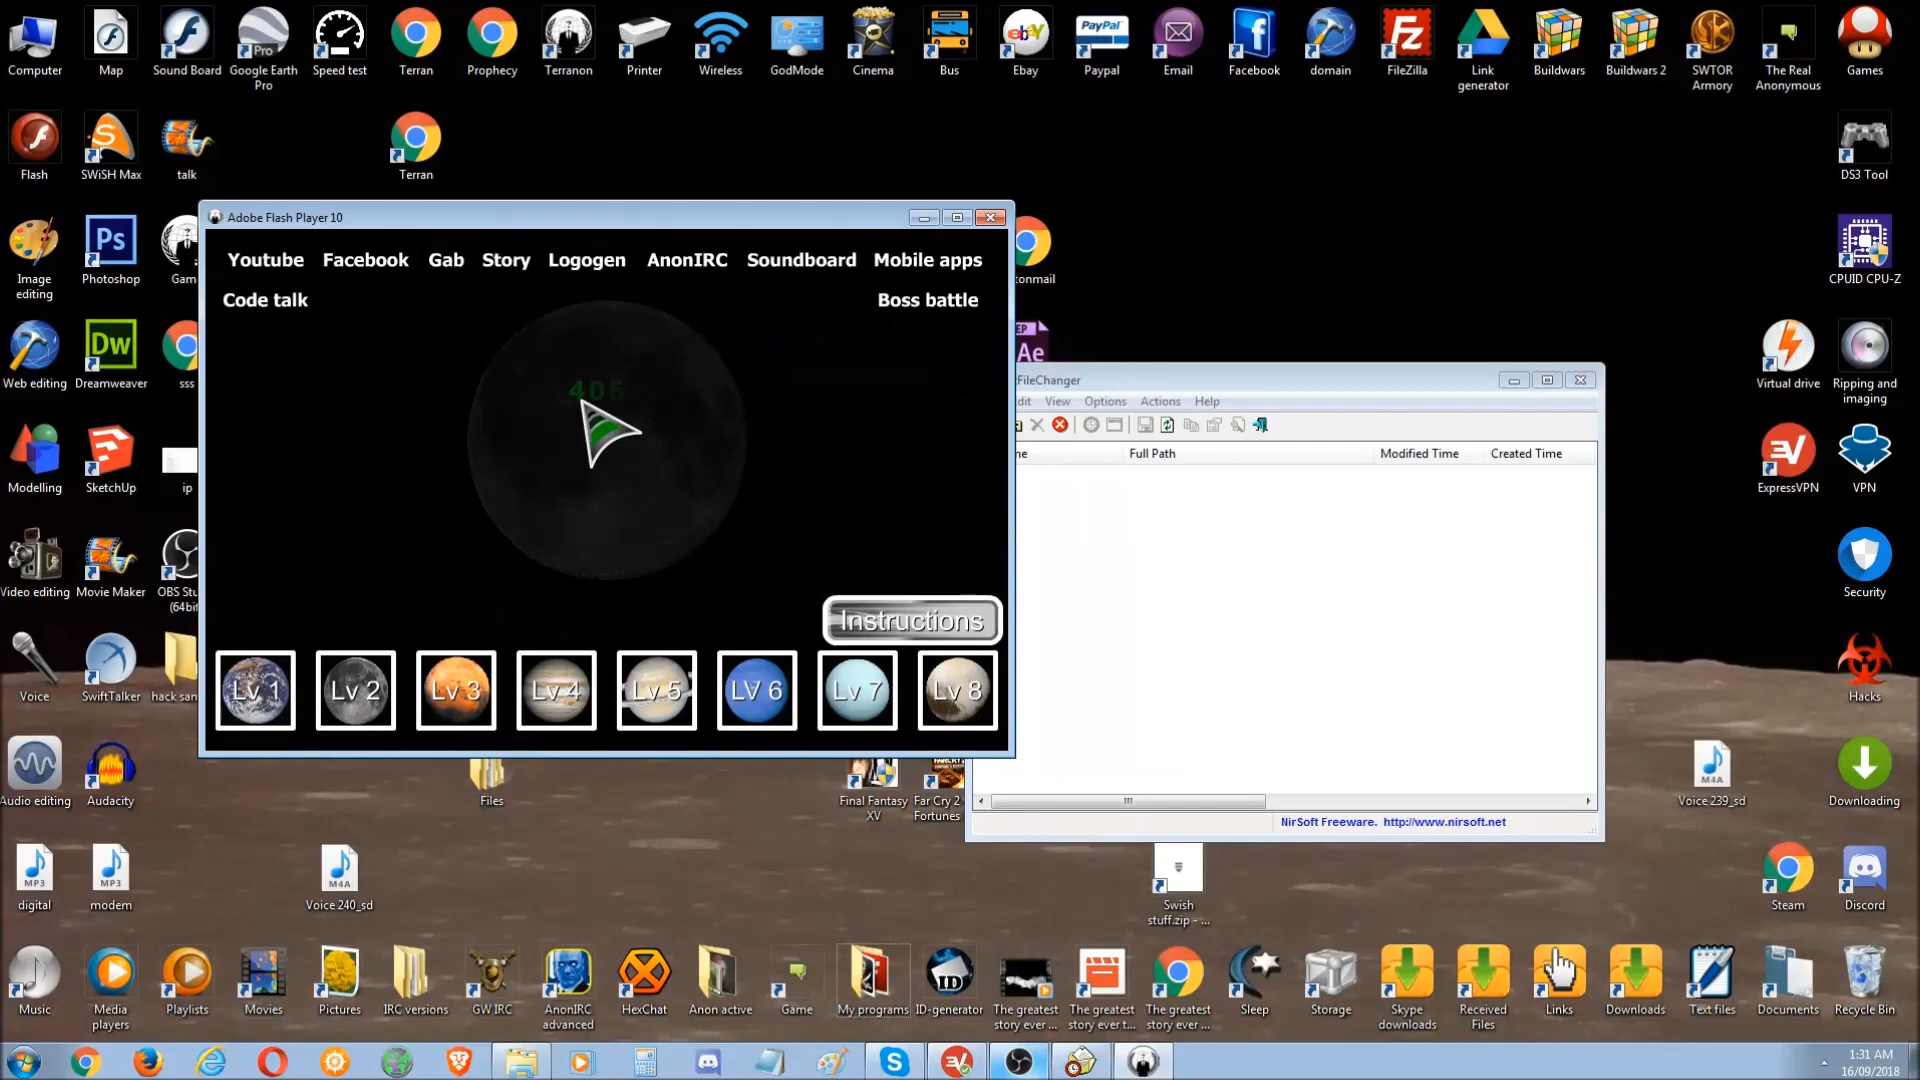 Computer
Map
Sound Board
Google Earth Pro
Speed test
Terran
Prophecy
Terranon
Printer
Wireless
GodMode
Cinema
Bus
Ebay
Paypal
Email
Facebook
domain
FileZilla
Link generator
Buildwars
Buildwars 2
SWTOR Armory
The Real Anonymous
Games
Flash
SWiSH Max
talk
Terran
DS3 Tool
Adobe Flash Player 10
Youtube Facebook Gab Story Logogen AnonIRC Soundboard Mobile apps
Code talk Boss battle
Instructions
Lv 1 Lv 2 Lv 3 Lv 4 Lv 5 LV 6 Lv 7 Lv 8
Image editing
Photoshop
Gam
tonmail
CPUID CPU-Z
Web editing
Dreamweaver
sss
Virtual drive
Ripping and imaging
FileChanger
dit View Options Actions Help
Full Path Modified Time Created Time
NirSoft Freeware. http://www.nirsoft.net
Modelling
SketchUp
ip
ExpressVPN
VPN
Video editing
Movie Maker
OBS Stu
(64bit
Security
Voice
SwiftTalker
hack sam
Hacks
Audio editing
Audacity
Files
Final Fantasy XV
Far Cry 2
Fortunes
Voice 239_sd
Downloading
digital
modem
Voice 240_sd
Swish stuff.zip - ...
Steam
Discord
Music
Media players
Playlists
Movies
Pictures
IRC versions
GW IRC
AnonIRC advanced
HexChat
Anon active
Game
My programs
ID-generator
The greatest story ever ...
The greatest story ever t...
The greatest story ever ...
Sleep
Storage
Skype downloads
Received Files
Links
Downloads
Text files
Documents
Recycle Bin
1:31 AM
16/09/2018